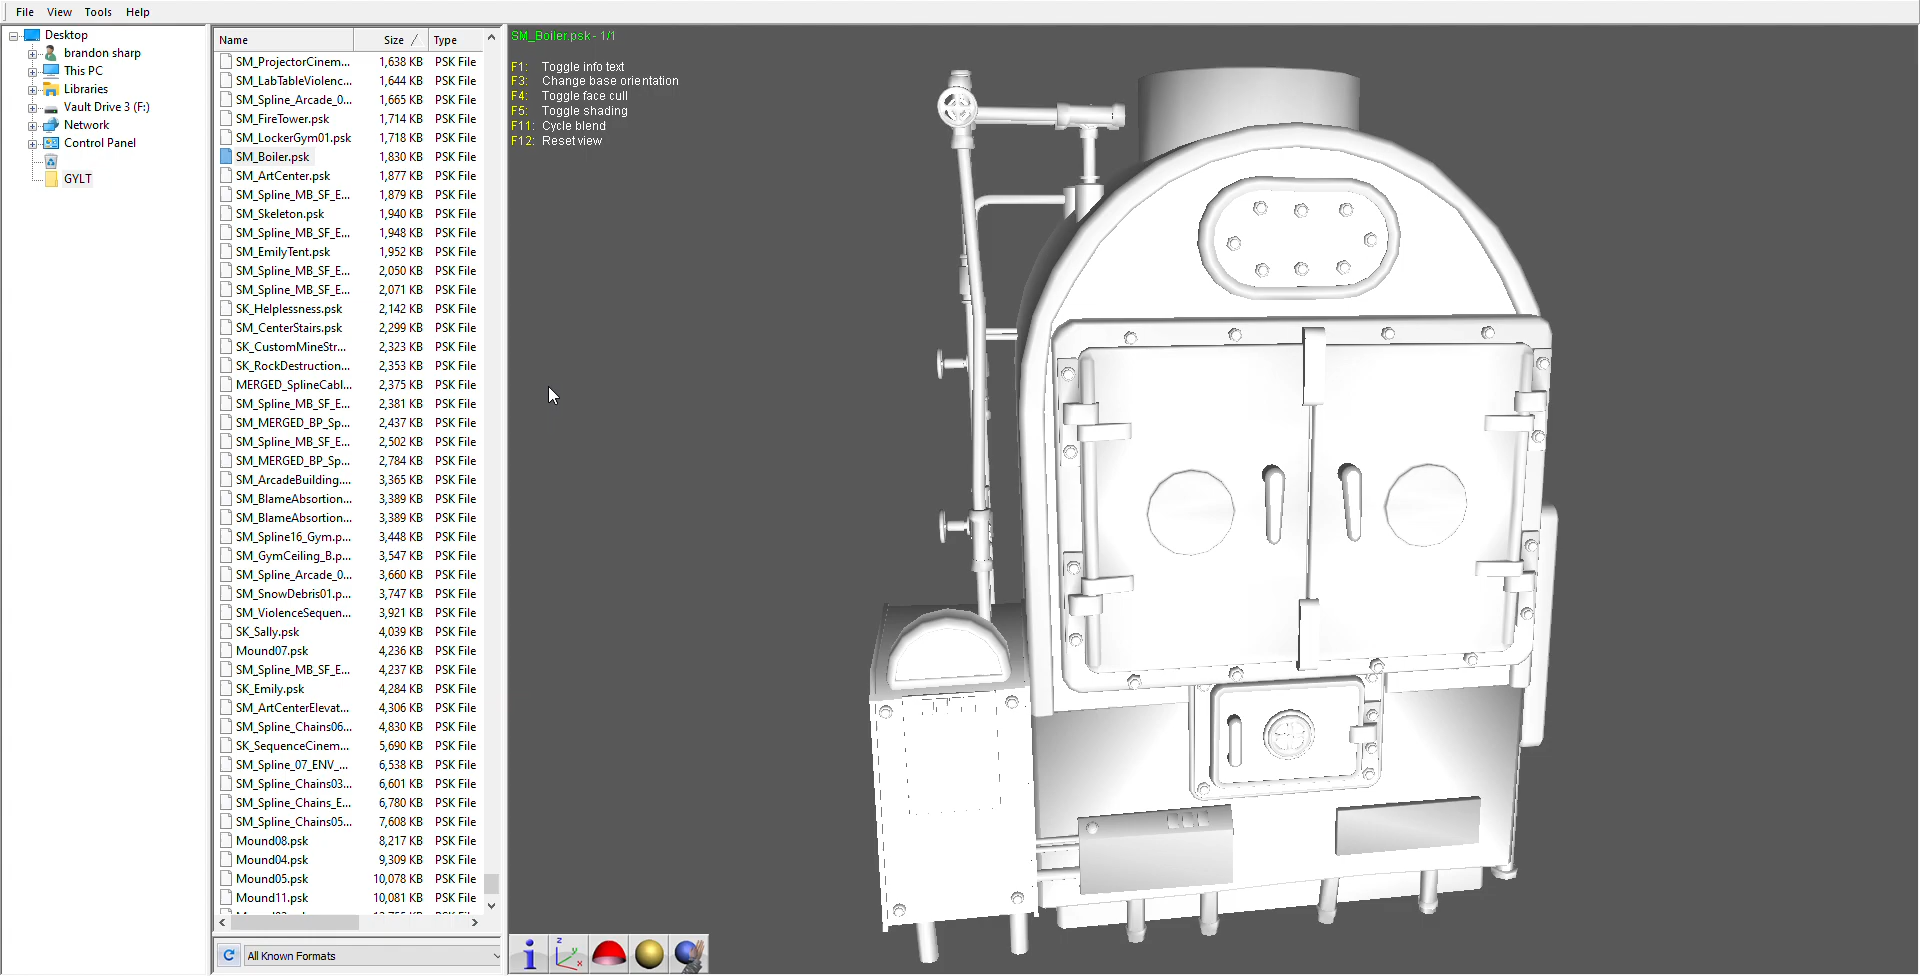 File View Tools Help
Desktop
brandon sharp
This PC
Libraries
Vault Drive 3 (F:)
Network
Control Panel
GYLT
Name Size Type
SM_ProjectorCinem... 1,638 KB PSK File
SM_LabTableViolenc... 1,644 KB PSK File
SM_Spline_Arcade_0... 1,665 KB PSK File
SM_FireTower.psk 1,714 KB PSK File
SM_LockerGym01.psk 1,718 KB PSK File
SM_Boiler.psk 1,830 KB PSK File
SM_ArtCenter.psk 1,877 KB PSK File
SM_Spline_MB_SF_E... 1,879 KB PSK File
SM_Skeleton.psk 1,940 KB PSK File
SM_Spline_MB_SF_E... 1,948 KB PSK File
SM_EmilyTent.psk 1,952 KB PSK File
SM_Spline_MB_SF_E... 2,050 KB PSK File
SM_Spline_MB_SF_E... 2,071 KB PSK File
SK_Helplessness.psk 2,142 KB PSK File
SM_CenterStairs.psk 2,299 KB PSK File
SK_CustomMineStr... 2,323 KB PSK File
SK_RockDestruction... 2,353 KB PSK File
MERGED_SplineCabl... 2,375 KB PSK File
SM_Spline_MB_SF_E... 2,381 KB PSK File
SM_MERGED_BP_Sp... 2,437 KB PSK File
SM_Spline_MB_SF_E... 2,502 KB PSK File
SM_MERGED_BP_Sp... 2,784 KB PSK File
SM_ArcadeBuilding.... 3,365 KB PSK File
SM_BlameAbsortion... 3,389 KB PSK File
SM_BlameAbsortion... 3,389 KB PSK File
SM_Spline16_Gym.p... 3,448 KB PSK File
SM_GymCeiling_B.p... 3,547 KB PSK File
SM_Spline_Arcade_0... 3,660 KB PSK File
SM_SnowDebris01.p... 3,747 KB PSK File
SM_ViolenceSequen... 3,921 KB PSK File
SK_Sally.psk 4,039 KB PSK File
Mound07.psk 4,236 KB PSK File
SM_Spline_MB_SF_E... 4,237 KB PSK File
SK_Emily.psk 4,284 KB PSK File
SM_ArtCenterElevat... 4,306 KB PSK File
SM_Spline_Chains06... 4,830 KB PSK File
SK_SequenceCinem... 5,690 KB PSK File
SM_Spline_07_ENV_... 6,538 KB PSK File
SM_Spline_Chains03... 6,601 KB PSK File
SM_Spline_Chains_E... 6,780 KB PSK File
SM_Spline_Chains05... 7,608 KB PSK File
Mound08.psk 8,217 KB PSK File
Mound04.psk 9,309 KB PSK File
Mound05.psk 10,078 KB PSK File
Mound11.psk 10,081 KB PSK File
All Known Formats
SM_Boiler.psk - 1/1
F1: Toggle info text
F3: Change base orientation
F4: Toggle face cull
F5: Toggle shading
F11: Cycle blend
F12: Reset view
z y x